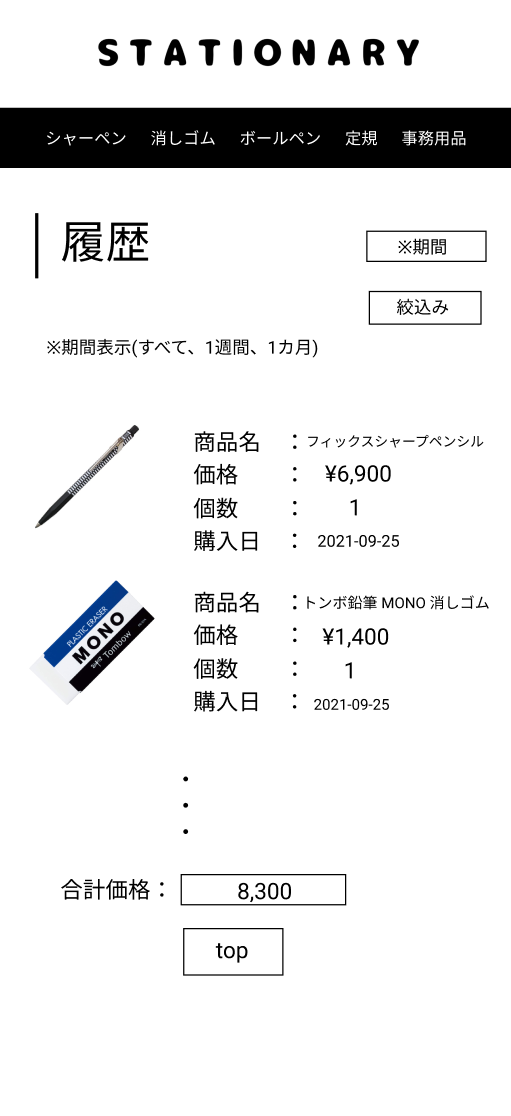 STATIONARY
シャーペン 消しゴム ボールペン 定規 事務用品
履歴
※期間
絞込み
※期間表示(すべて、1週間、1カ月)
商品名 ：フィックスシャープペンシル
価格 ： ¥6,900
個数 ： 1
購入日 ： 2021-09-25
PLASTIC ERASER
MONO
Tombow
商品名 ：トンボ鉛筆 MONO 消しゴム
価格 ： ¥1,400
個数 ： 1
購入日 ： 2021-09-25
・
・
・
合計価格： 8,300
top